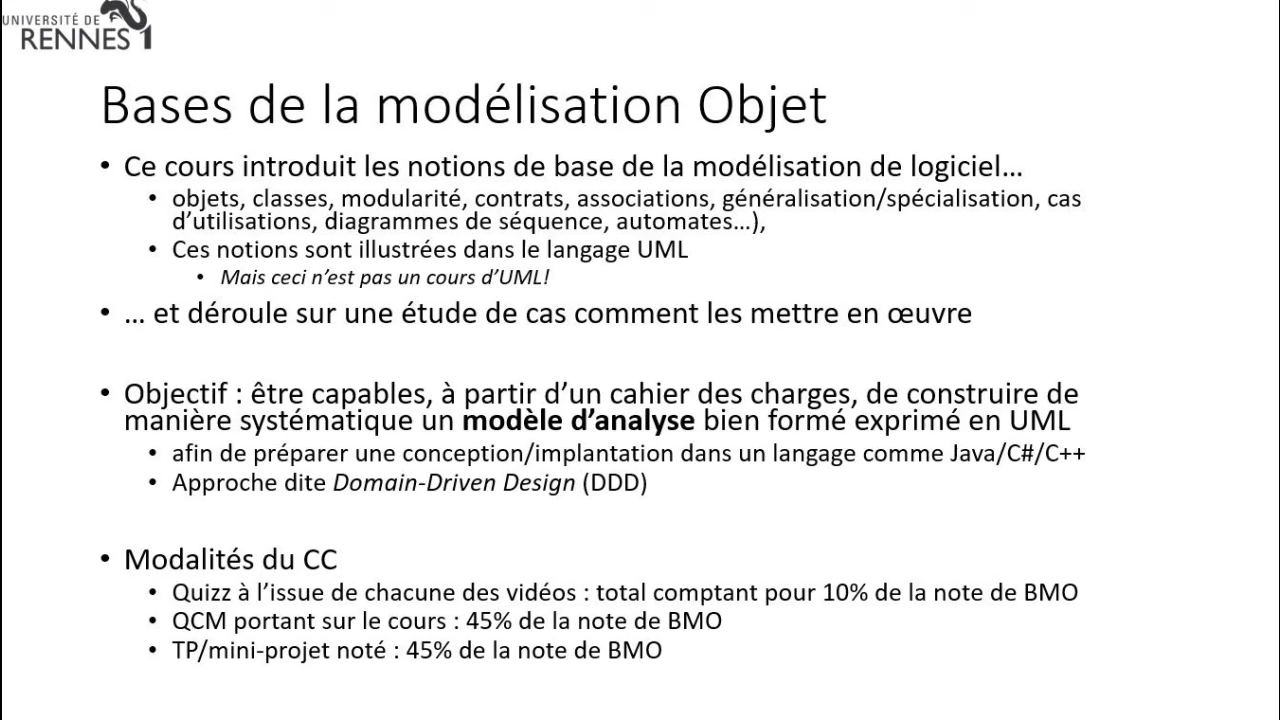 UNIVERSITÉ DE
RENNES 1
Bases de la modélisation Objet
• Ce cours introduit les notions de base de la modélisation de logiciel…
• objets, classes, modularité, contrats, associations, généralisation/spécialisation, cas
d’utilisations, diagrammes de séquence, automates…),
• Ces notions sont illustrées dans le langage UML
• Mais ceci n’est pas un cours d’UML!
• … et déroule sur une étude de cas comment les mettre en œuvre
• Objectif : être capables, à partir d’un cahier des charges, de construire de
manière systématique un modèle d’analyse bien formé exprimé en UML
• afin de préparer une conception/implantation dans un langage comme Java/C#/C++
• Approche dite Domain-Driven Design (DDD)
• Modalités du CC
• Quizz à l’issue de chacune des vidéos : total comptant pour 10% de la note de BMO
• QCM portant sur le cours : 45% de la note de BMO
• TP/mini-projet noté : 45% de la note de BMO